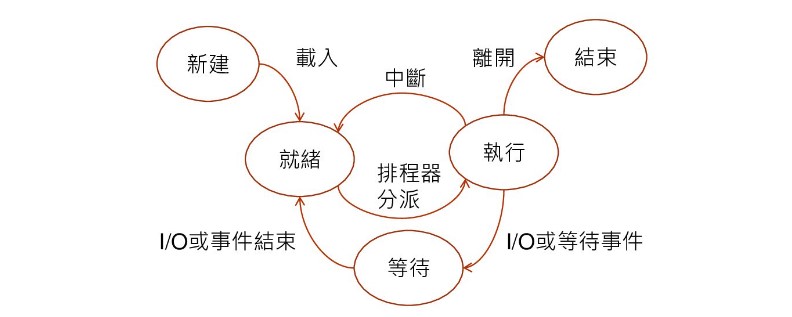 新建
載入
中斷
離開
結束
就緒
排程器
分派
執行
I/O或事件結束
等待
I/O或等待事件